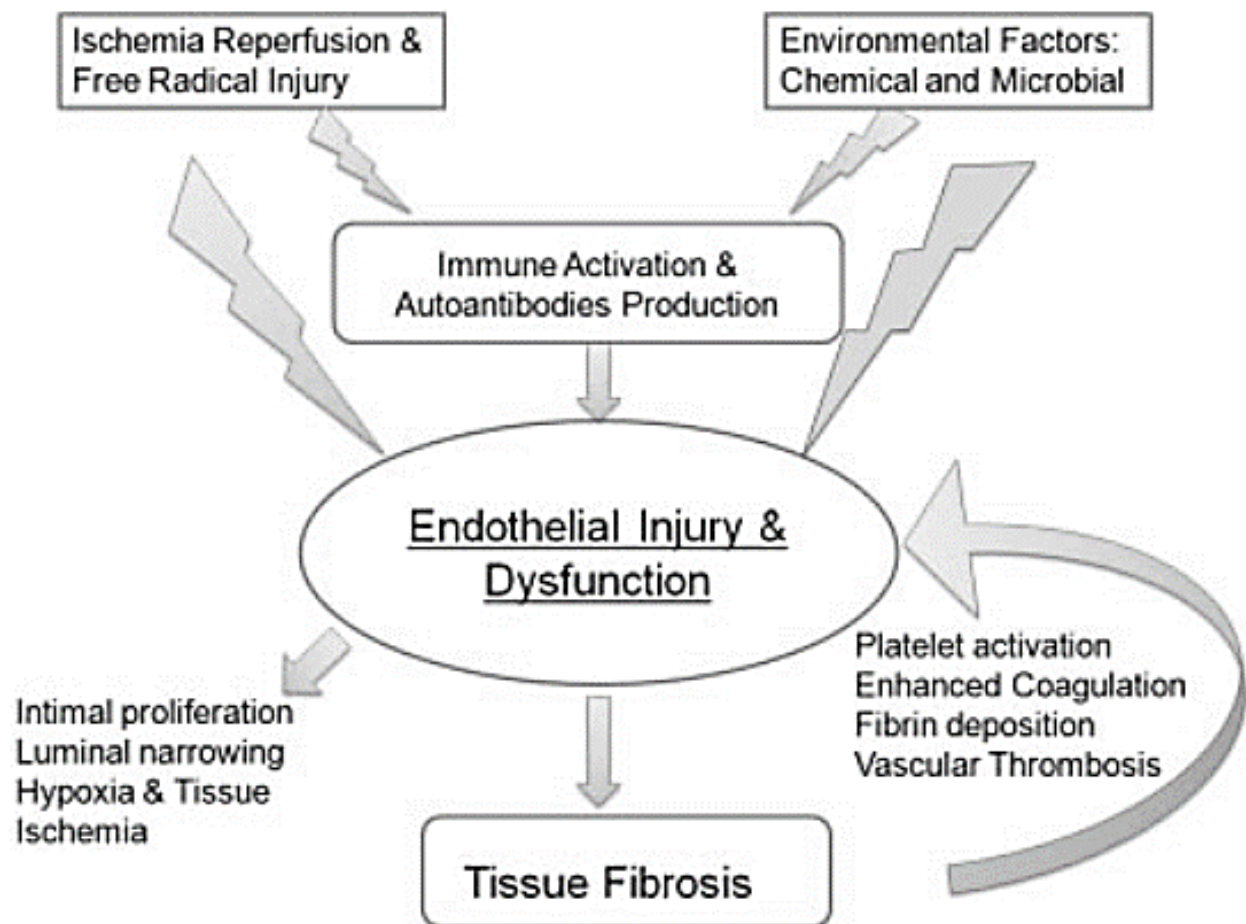 Ischemia Reperfusion &
Free Radical Injury
Environmental Factors:
Chemical and Microbial
Immune Activation &
Autoantibodies Production
Endothelial Injury &
Dysfunction
Intimal proliferation
Luminal narrowing
Hypoxia & Tissue
Ischemia
Platelet activation
Enhanced Coagulation
Fibrin deposition
Vascular Thrombosis
Tissue Fibrosis